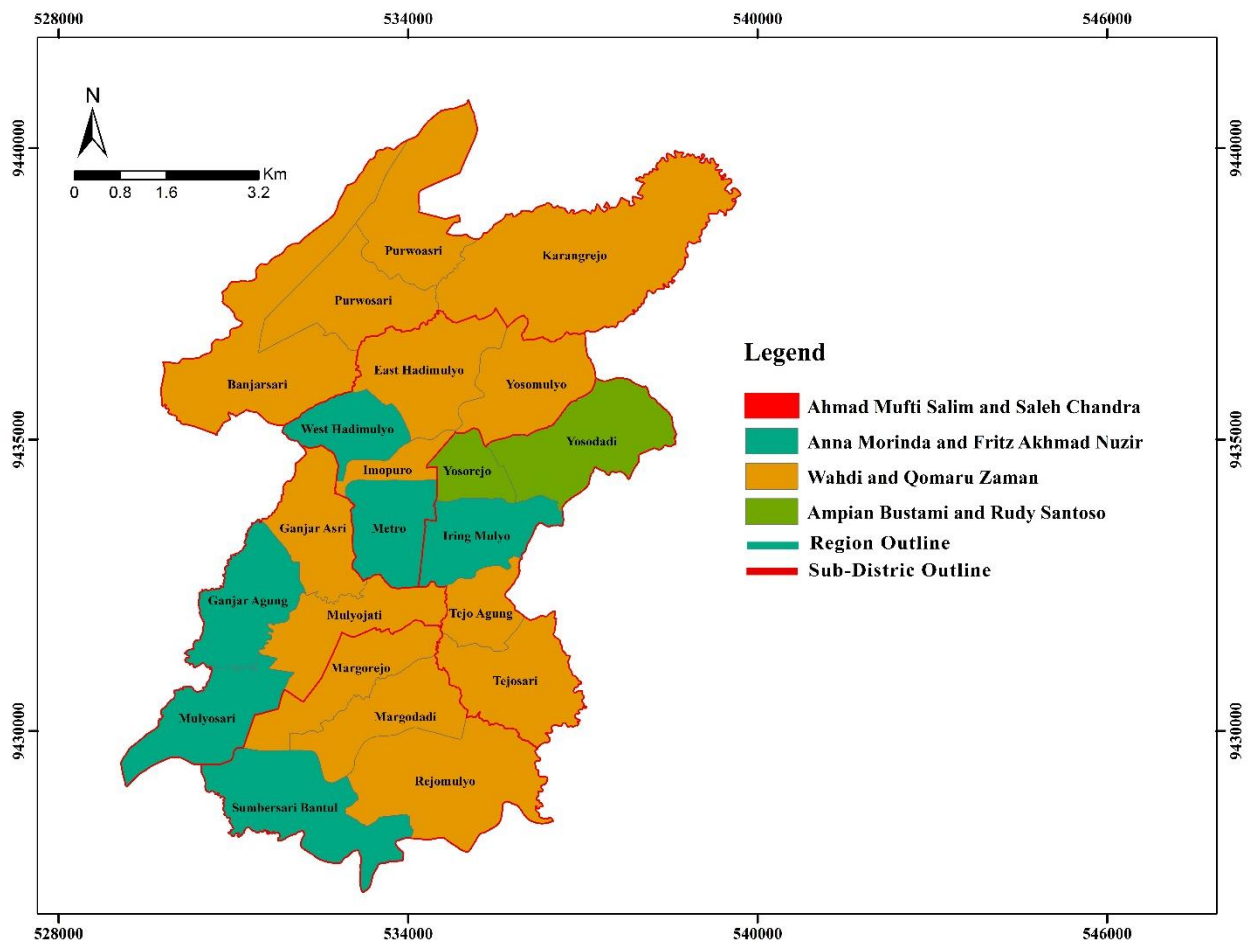 528000
534000
540000
546000
N
Km
0
0.8
1.6
3.2
9440000
9440000
Purwoasri
Karangrejo
Purwosari
East Hadimulyo
Banjarsari
Yosomulyo
West Hadimulyo
Yosodadi
Imopuro
Yosorejo
9435000
9435000
Ganjar Asri
Metro
Iring Mulyo
Ganjar Agung
Mulyojati
Tejo Agung
Margorejo
Tejosari
Mulyosari
Margodadi
9430000
9430000
Rejomulyo
Sumbersari Bantul
Legend
Ahmad Mufti Salim and Saleh Chandra
Anna Morinda and Fritz Akhmad Nuzir
Wahdi and Qomaru Zaman
Ampian Bustami and Rudy Santoso
Region Outline
Sub-Distric Outline
528000
534000
540000
546000